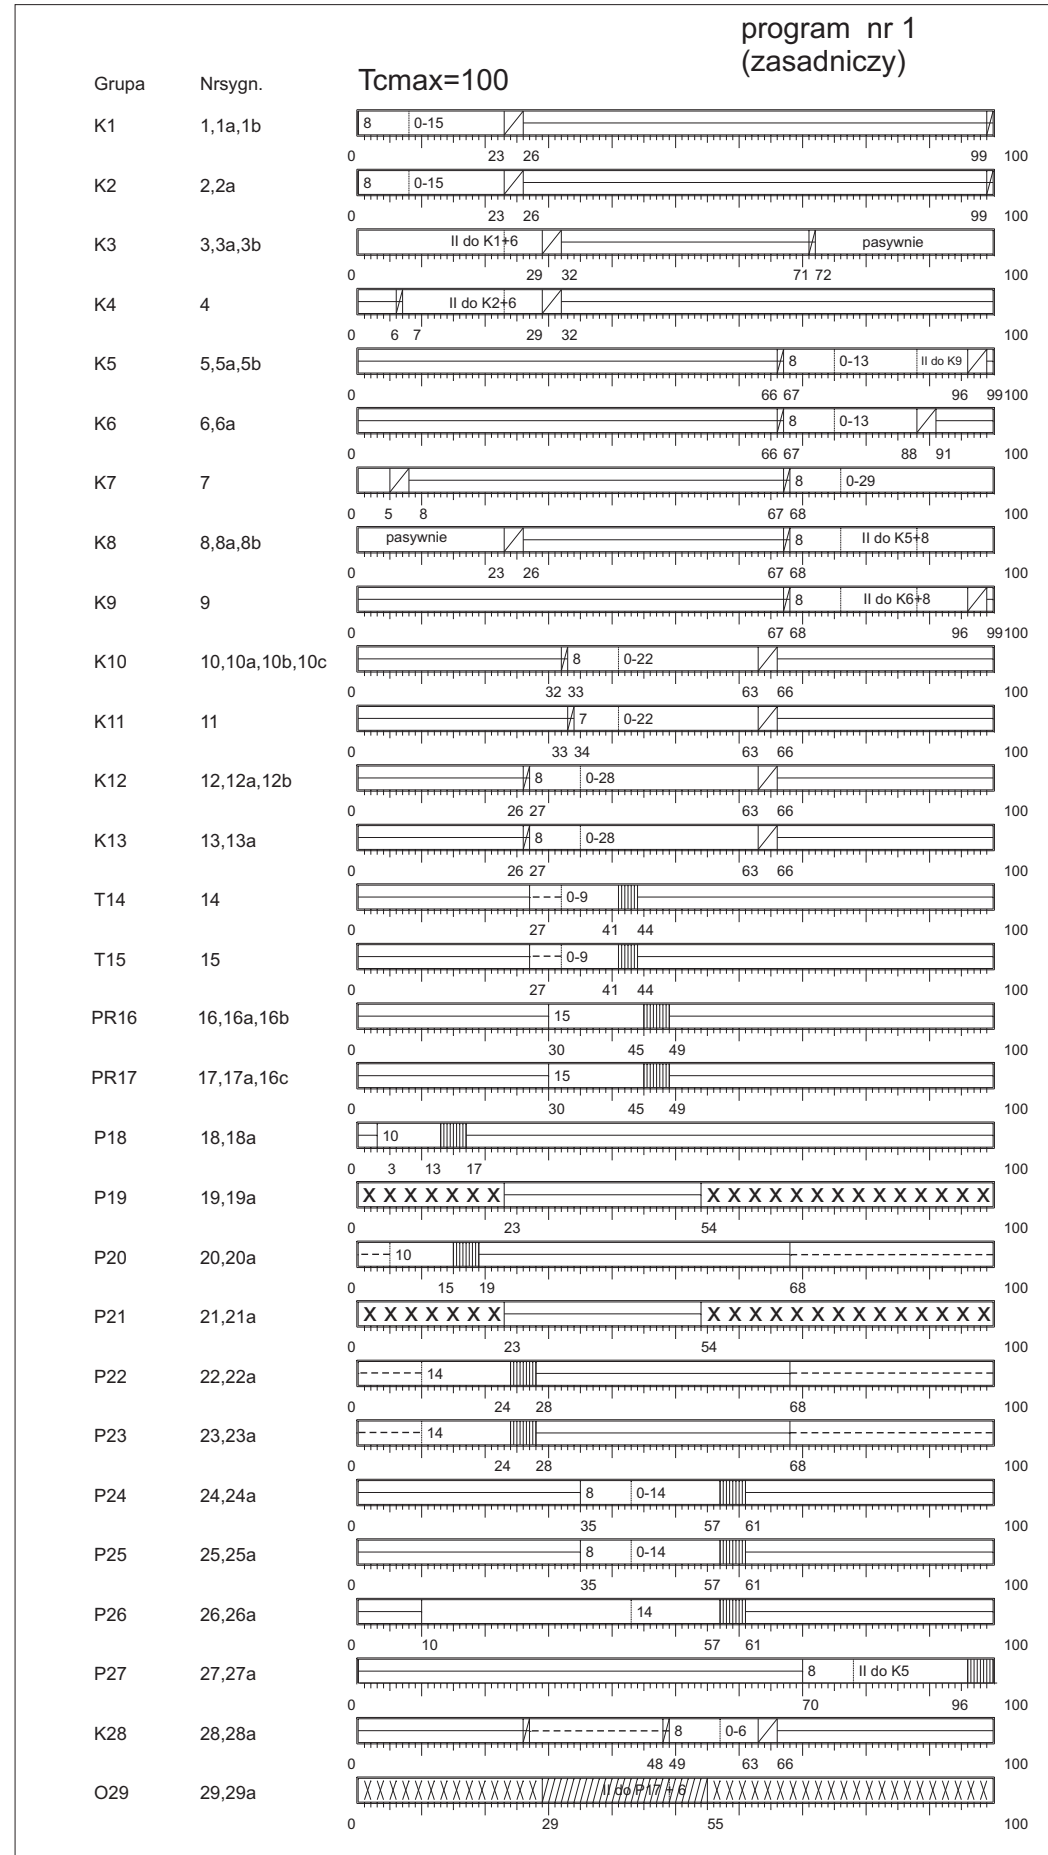 program nr 1
(zasadniczy)
Grupa Nrsygn. Tcmax=100
K1 1,1a,1b 8 0-15
0 23 26 99 100
K2 2,2a 8 0-15
0 23 26 99 100
K3 3,3a,3b II do K1+6 pasywnie
0 29 32 71 72 100
K4 4 II do K2+6
0 6 7 29 32 100
K5 5,5a,5b 8 0-13 II do K9
0 66 67 96 99 100
K6 6,6a 8 0-13
0 66 67 88 91 100
K7 7 8 0-29
0 5 8 67 68 100
K8 8,8a,8b pasywnie 8 II do K5+8
0 23 26 67 68 100
K9 9 8 II do K6+8
0 67 68 96 99 100
K10 10,10a,10b,10c 8 0-22
0 32 33 63 66 100
K11 11 7 0-22
0 33 34 63 66 100
K12 12,12a,12b 8 0-28
0 26 27 63 66 100
K13 13,13a 8 0-28
0 26 27 63 66 100
T14 14 0-9
0 27 41 44 100
T15 15 0-9
0 27 41 44 100
PR16 16,16a,16b 15
0 30 45 49 100
PR17 17,17a,16c 15
0 30 45 49 100
P18 18,18a 10
0 3 13 17 100
P19 19,19a X X X X X X X X X X X X X X X X X X X X X
0 23 54 100
P20 20,20a 10
0 15 19 68 100
P21 21,21a X X X X X X X X X X X X X X X X X X X X X
0 23 54 100
P22 22,22a 14
0 24 28 68 100
P23 23,23a 14
0 24 28 68 100
P24 24,24a 8 0-14
0 35 57 61 100
P25 25,25a 8 0-14
0 35 57 61 100
P26 26,26a 14
0 10 57 61 100
P27 27,27a 8 II do K5
0 70 96 100
K28 28,28a 8 0-6
0 48 49 63 66 100
O29 29,29a II do P17 + 6
0 29 55 100